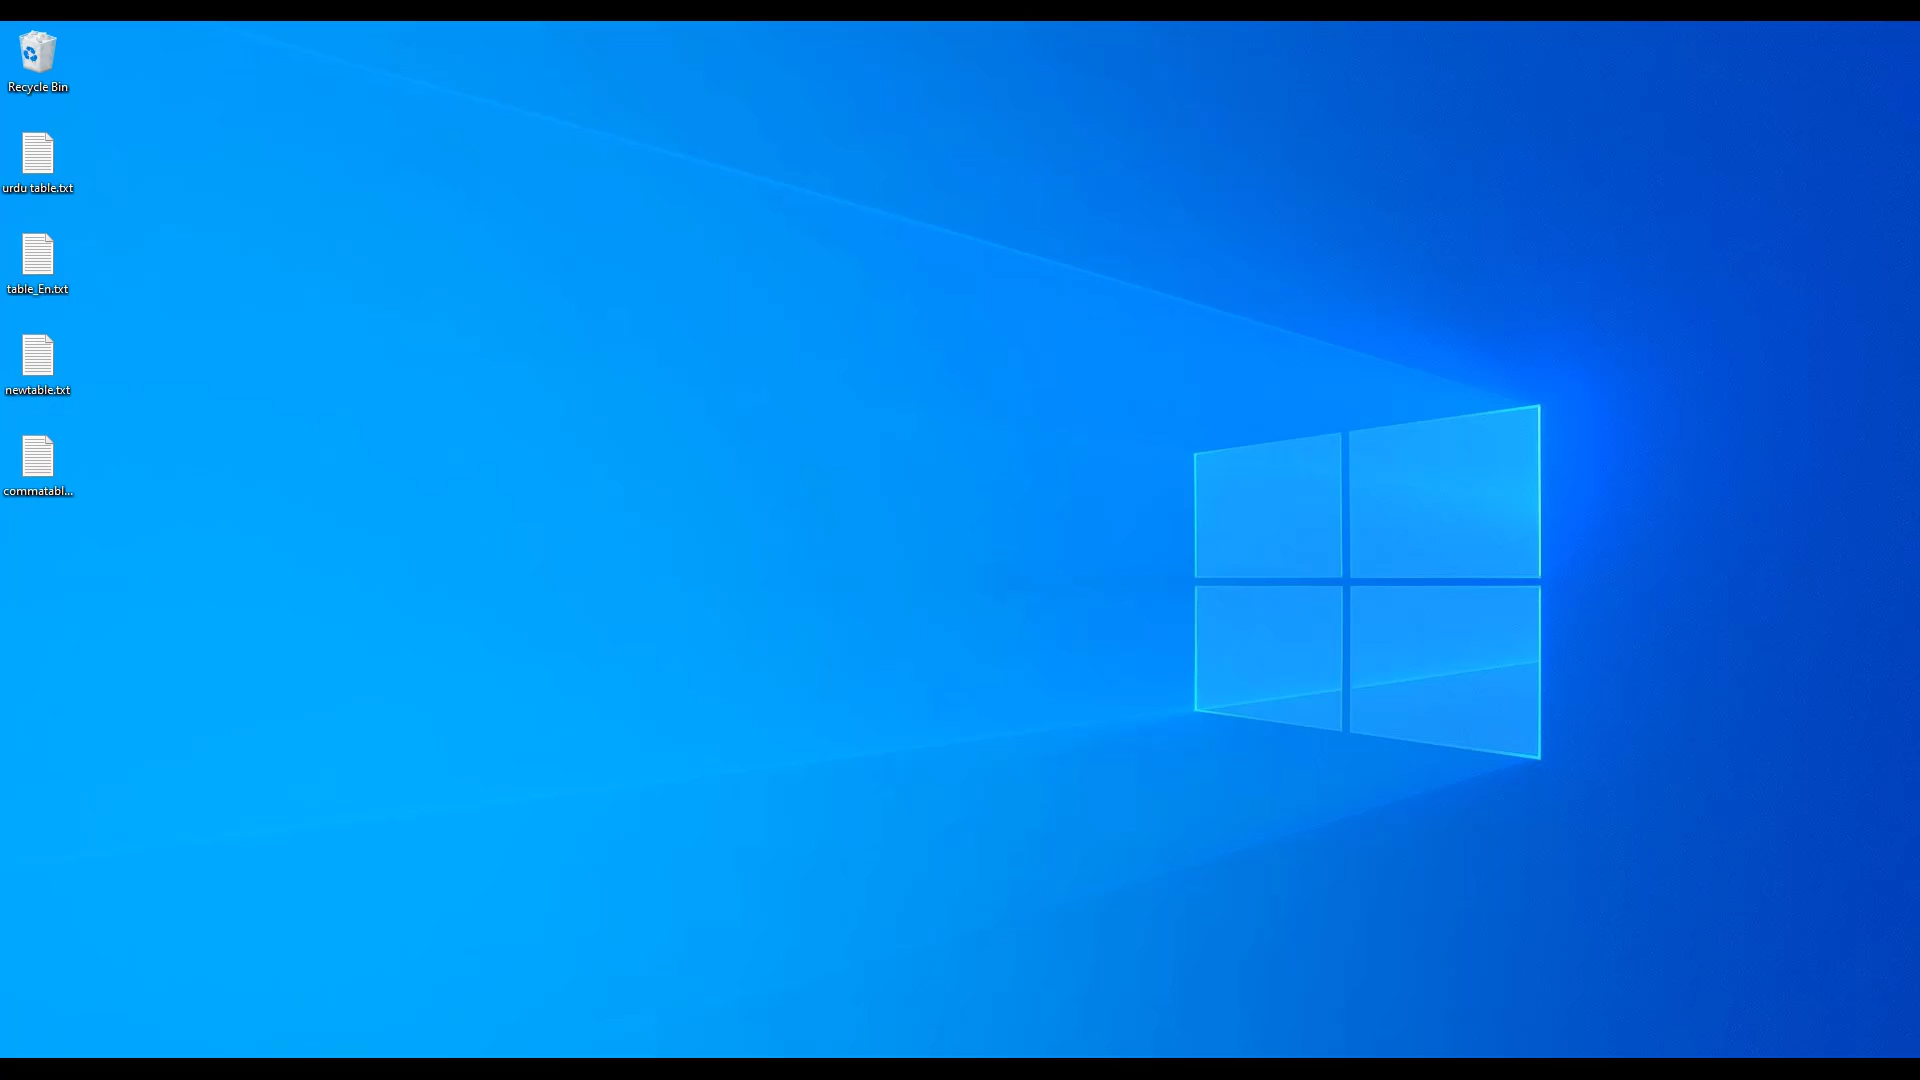 Recycle Bin
urdu table.txt
table_En.txt
newtable.txt
commatabl...